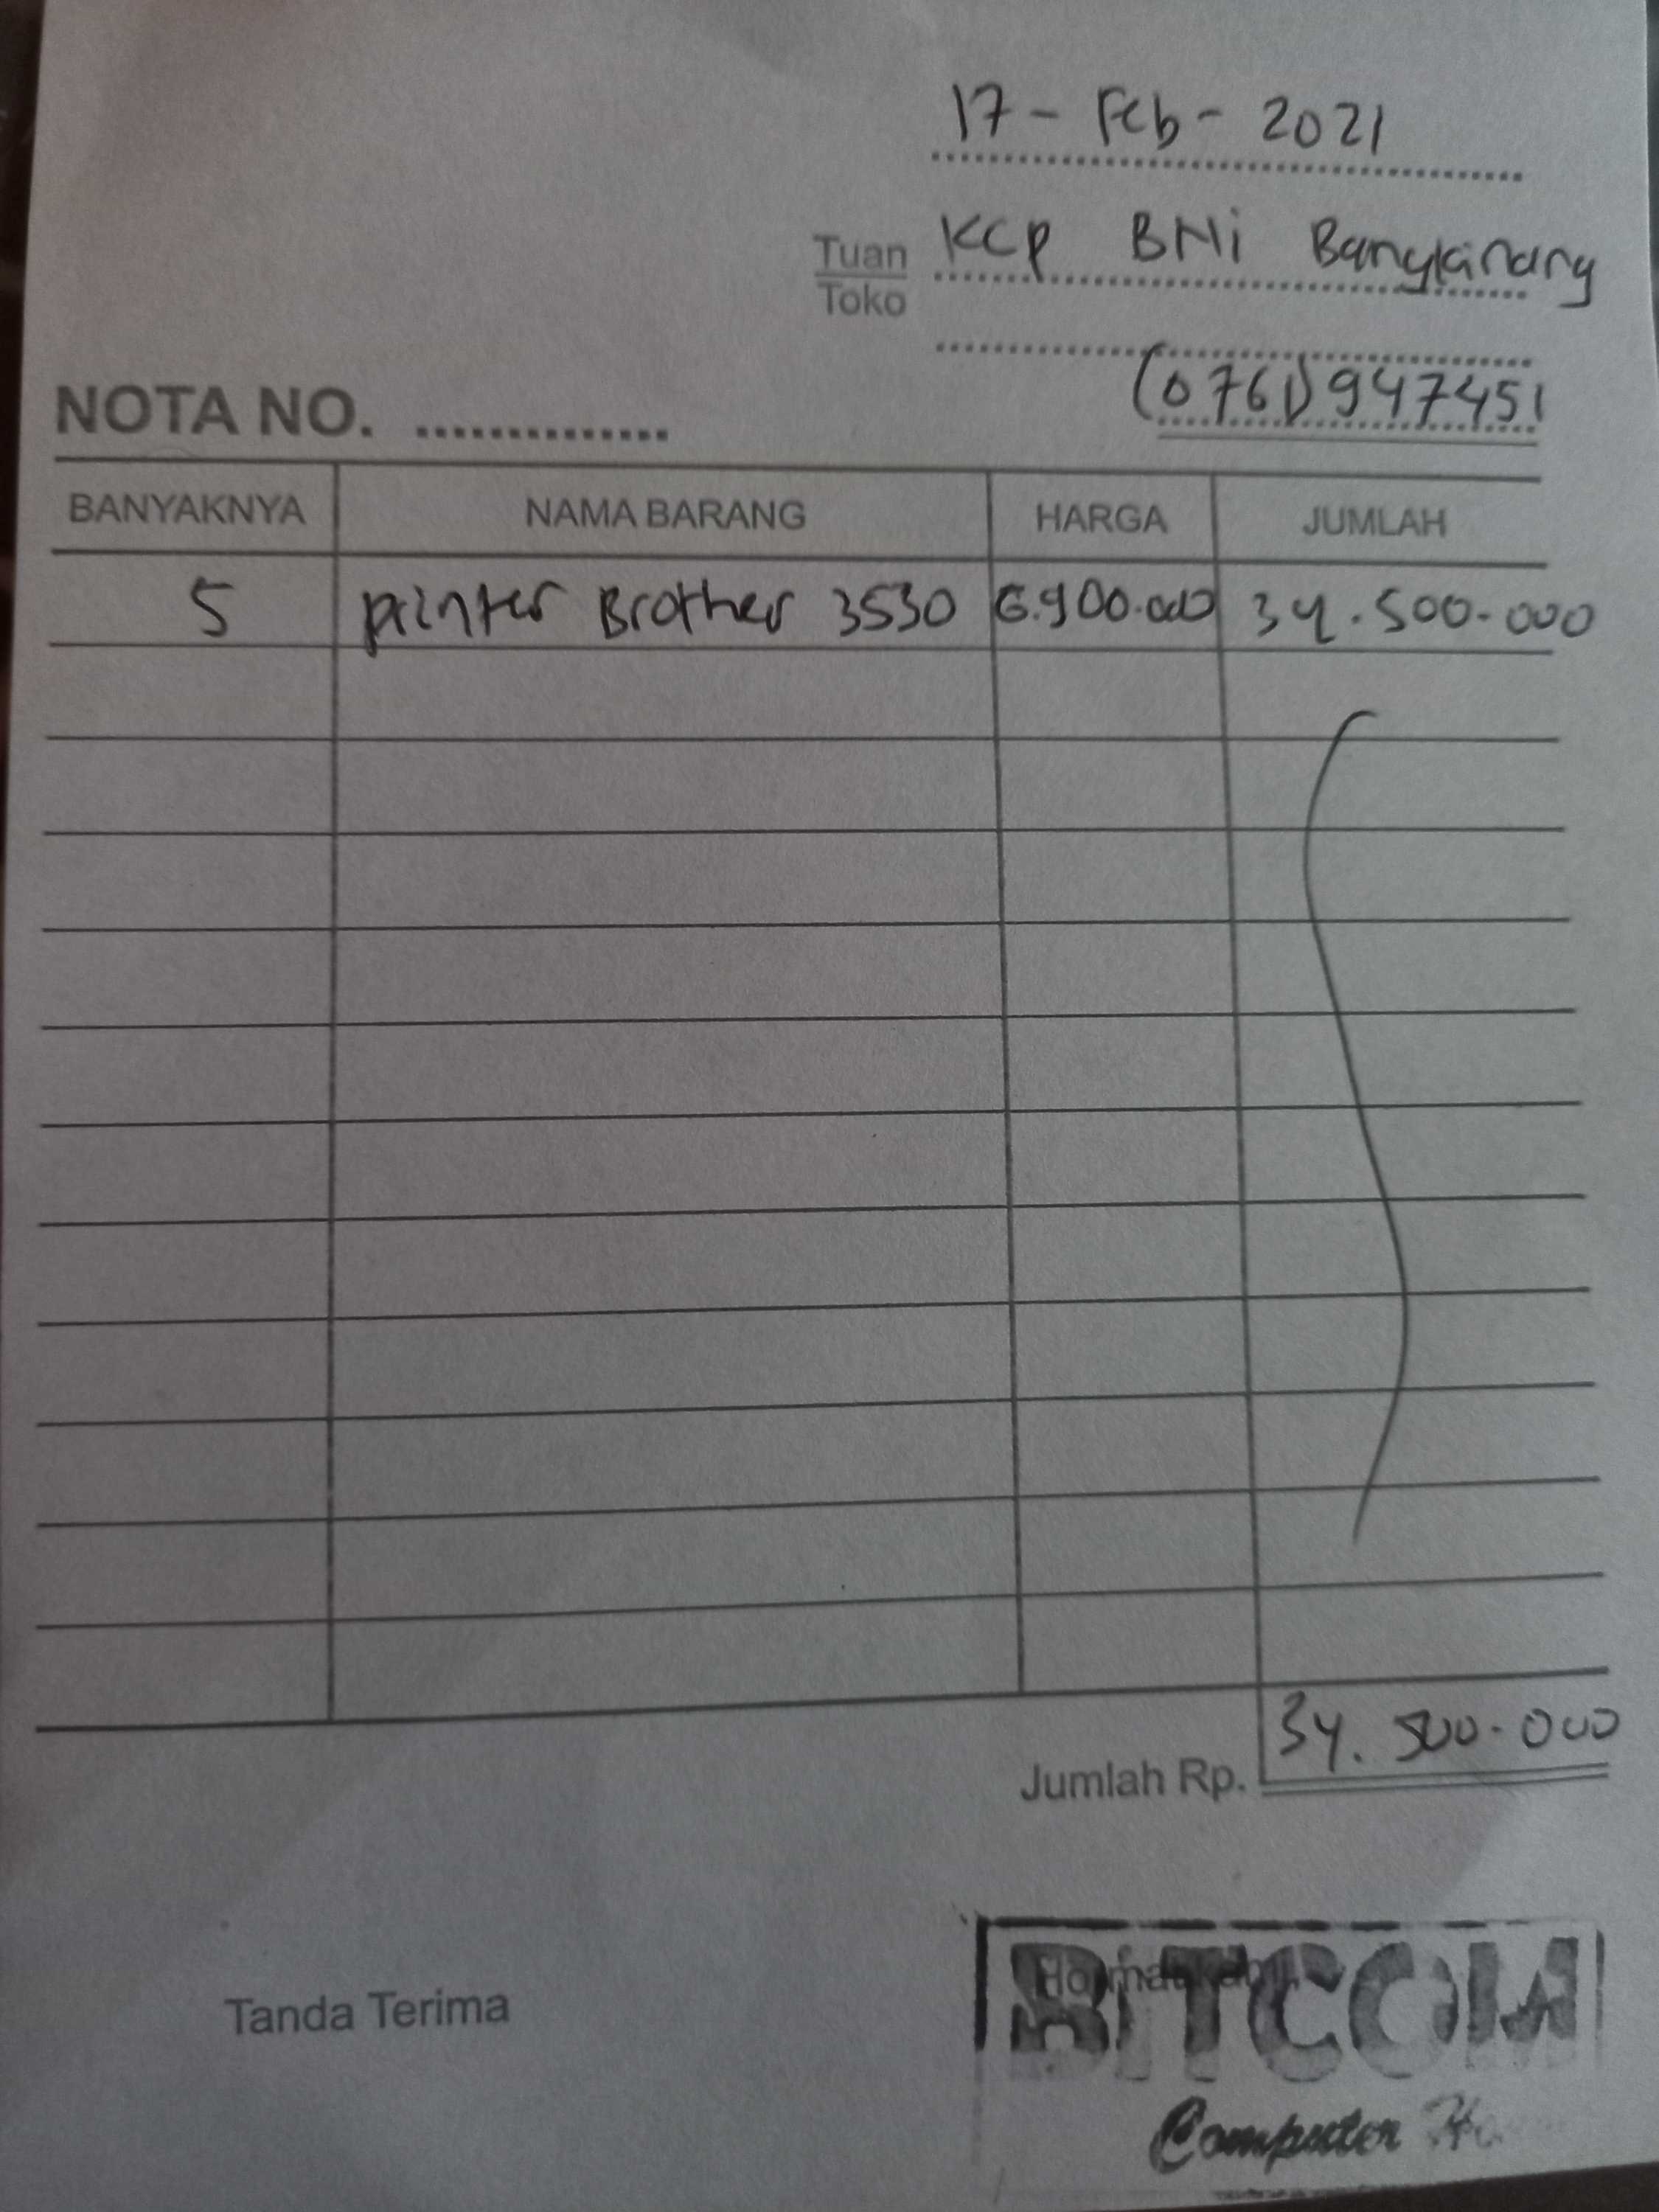 17 - Feb - 2021
Tuan KCP BNi Bangkinang
Toko
(0761) 947451
NOTA NO. ..............
BANYAKNYA NAMA BARANG HARGA JUMLAH
5 printer Brother 3530 6.900.000 34.500.000
Jumlah Rp. 34.500.000
Tanda Terima Hormat kami,
BITCOM
Computer